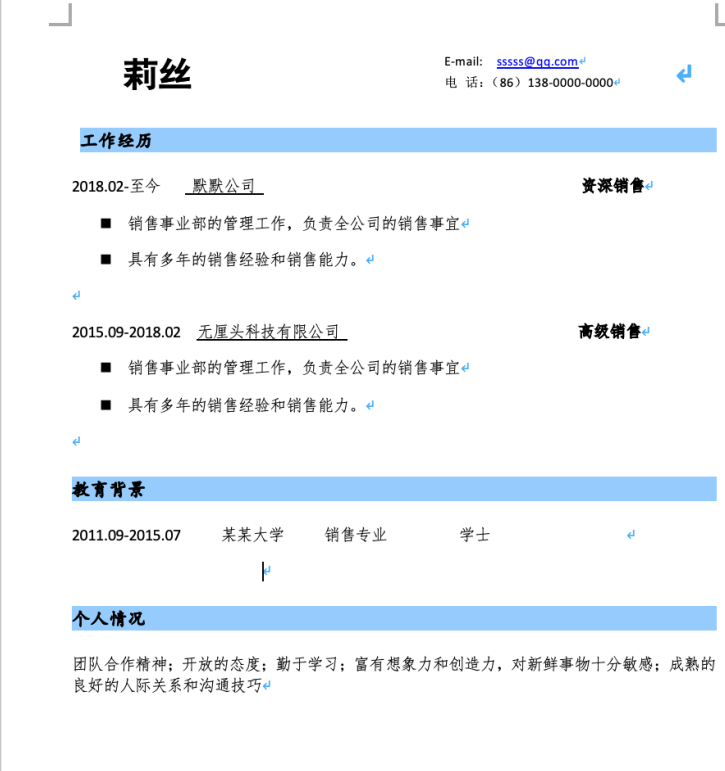 莉丝
E-mail: sssss@qq.com
电 话:（86）138-0000-0000
工作经历
2018.02-至今 默默公司 资深销售
■ 销售事业部的管理工作，负责全公司的销售事宜
■ 具有多年的销售经验和销售能力。
2015.09-2018.02 无厘头科技有限公司 高级销售
■ 销售事业部的管理工作，负责全公司的销售事宜
■ 具有多年的销售经验和销售能力。
教育背景
2011.09-2015.07 某某大学 销售专业 学士
个人情况
团队合作精神；开放的态度；勤于学习；富有想象力和创造力，对新鲜事物十分敏感；成熟的
良好的人际关系和沟通技巧